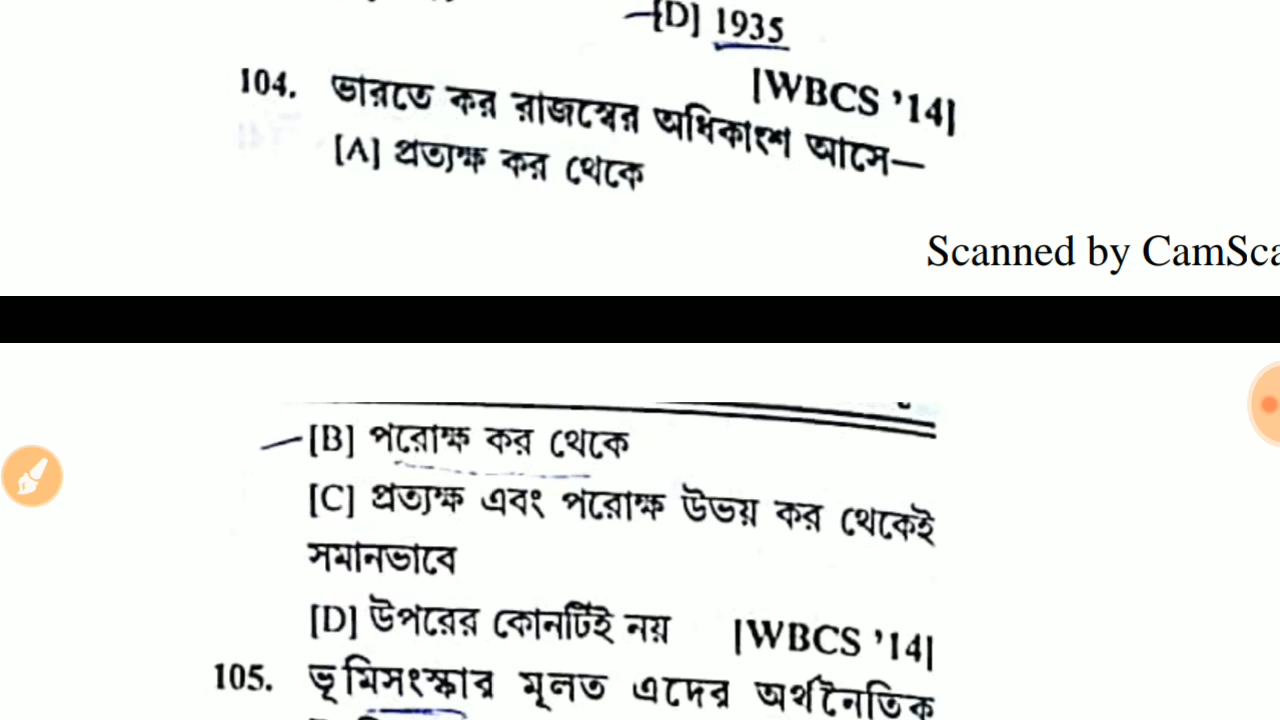 [D] 1935
[WBCS ’14]
104. ভারতে কর রাজস্বের অধিকাংশ আসে—
[A] প্রত্যক্ষ কর থেকে
Scanned by CamSca
[B] পরোক্ষ কর থেকে
[C] প্রত্যক্ষ এবং পরোক্ষ উভয় কর থেকেই
সমানভাবে
[D] উপরের কোনটিই নয় [WBCS ’14]
105. ভূমিসংস্কার মূলত এদের অর্থনৈতিক